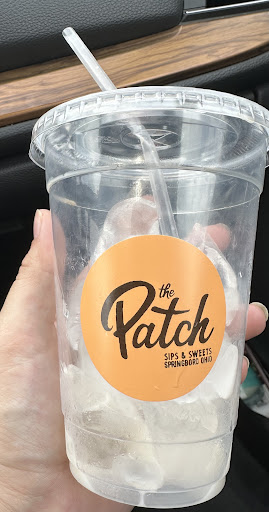 the
Patch
SIPS & SWEETS
SPRINGBORO, OHIO